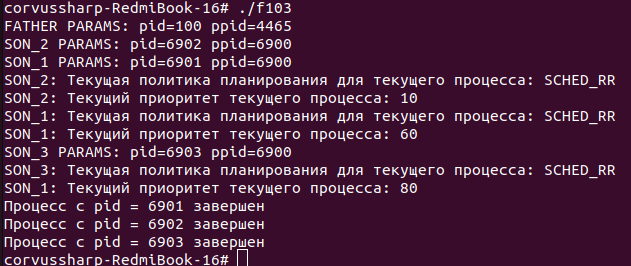 corvussharp-RedmiBook-16# ./f103
FATHER PARAMS: pid=100 ppid=4465
SON_2 PARAMS: pid=6902 ppid=6900
SON_1 PARAMS: pid=6901 ppid=6900
SON_2: Текущая политика планирования для текущего процесса: SCHED_RR
SON_2: Текущий приоритет текущего процесса: 10
SON_1: Текущая политика планирования для текущего процесса: SCHED_RR
SON_1: Текущий приоритет текущего процесса: 60
SON_3 PARAMS: pid=6903 ppid=6900
SON_3: Текущая политика планирования для текущего процесса: SCHED_RR
SON_1: Текущий приоритет текущего процесса: 80
Процесс с pid = 6901 завершен
Процесс с pid = 6902 завершен
Процесс с pid = 6903 завершен
corvussharp-RedmiBook-16#